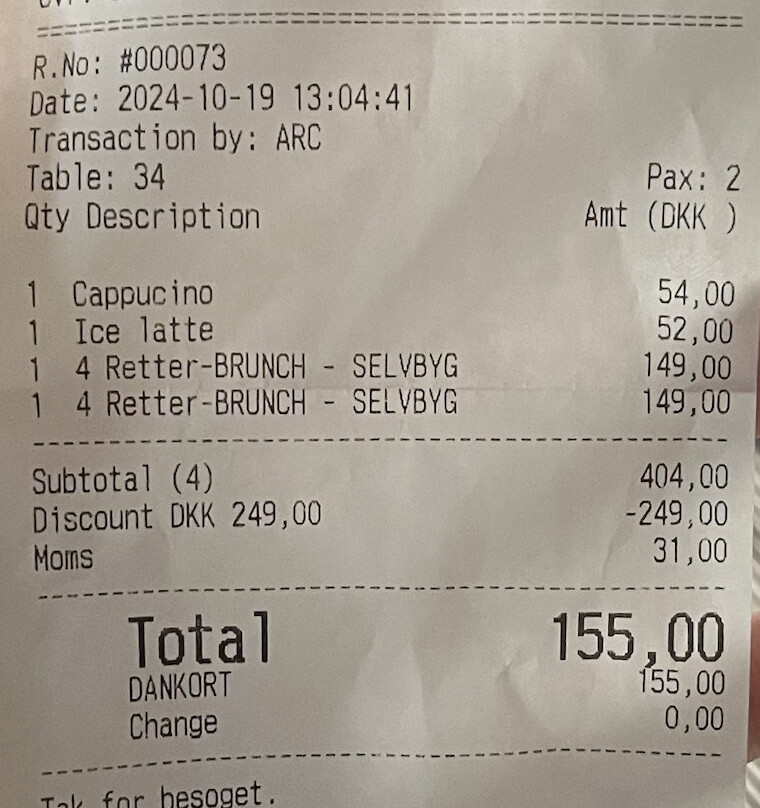 R.No: #000073
Date: 2024-10-19 13:04:41
Transaction by: ARC
Table: 34 Pax: 2
Qty Description Amt (DKK )
1 Cappucino 54,00
1 Ice latte 52,00
1 4 Retter-BRUNCH - SELVBYG 149,00
1 4 Retter-BRUNCH - SELVBYG 149,00
Subtotal (4) 404,00
Discount DKK 249,00 -249,00
Moms 31,00
Total 155,00
DANKORT 155,00
Change 0,00
Tak for besoget.